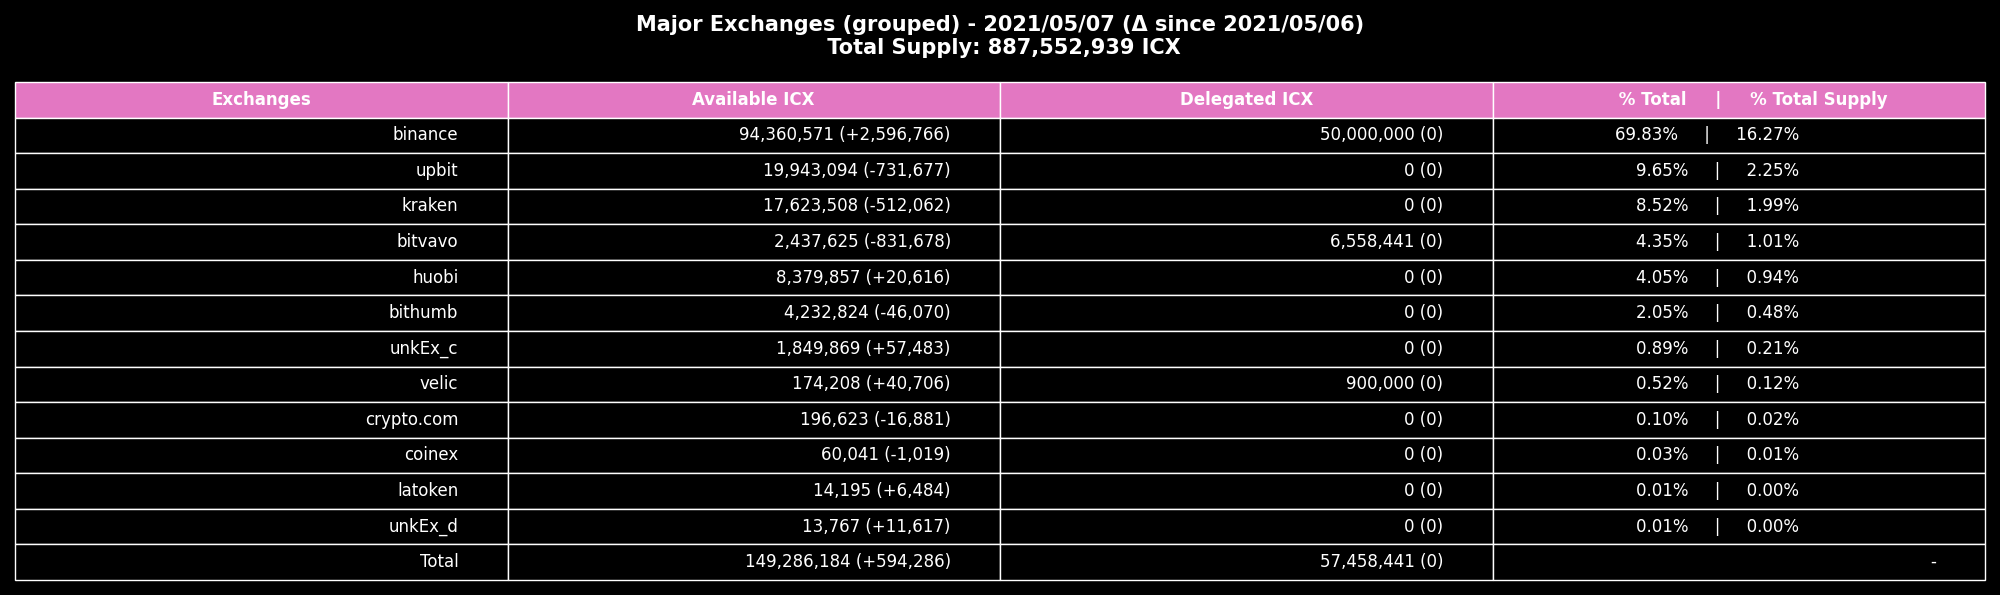 Major Exchanges (grouped) - 2021/05/07 (Δ since 2021/05/06)
Total Supply: 887,552,939 ICX
Exchanges Available ICX Delegated ICX % Total | % Total Supply
binance 94,360,571 (+2,596,766) 50,000,000 (0) 69.83% | 16.27%
upbit 19,943,094 (-731,677) 0 (0) 9.65% | 2.25%
kraken 17,623,508 (-512,062) 0 (0) 8.52% | 1.99%
bitvavo 2,437,625 (-831,678) 6,558,441 (0) 4.35% | 1.01%
huobi 8,379,857 (+20,616) 0 (0) 4.05% | 0.94%
bithumb 4,232,824 (-46,070) 0 (0) 2.05% | 0.48%
unkEx_c 1,849,869 (+57,483) 0 (0) 0.89% | 0.21%
velic 174,208 (+40,706) 900,000 (0) 0.52% | 0.12%
crypto.com 196,623 (-16,881) 0 (0) 0.10% | 0.02%
coinex 60,041 (-1,019) 0 (0) 0.03% | 0.01%
latoken 14,195 (+6,484) 0 (0) 0.01% | 0.00%
unkEx_d 13,767 (+11,617) 0 (0) 0.01% | 0.00%
Total 149,286,184 (+594,286) 57,458,441 (0) -